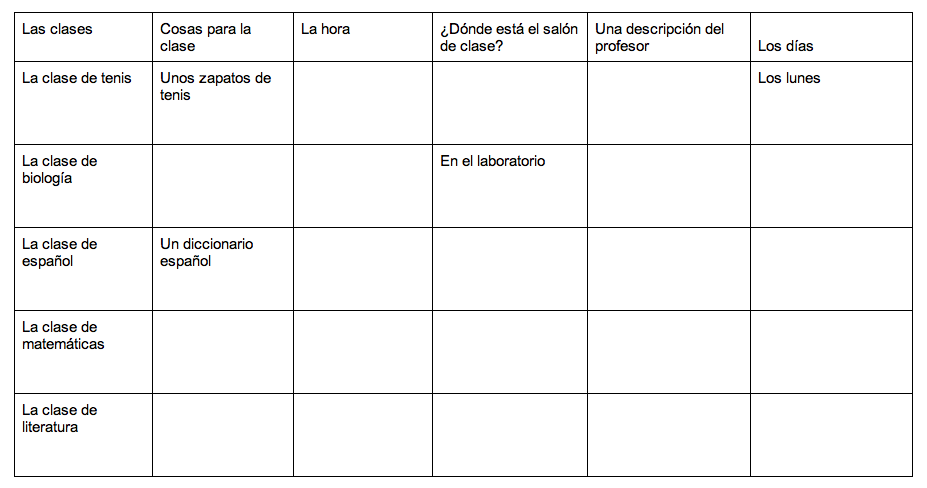 Las clases
Cosas para la
clase
La hora
¿Dónde está el salón
de clase?
Una descripción del
profesor
Los días
La clase de tenis
Unos zapatos de
tenis
Los lunes
La clase de
biología
En el laboratorio
La clase de
español
Un diccionario
español
La clase de
matemáticas
La clase de
literatura